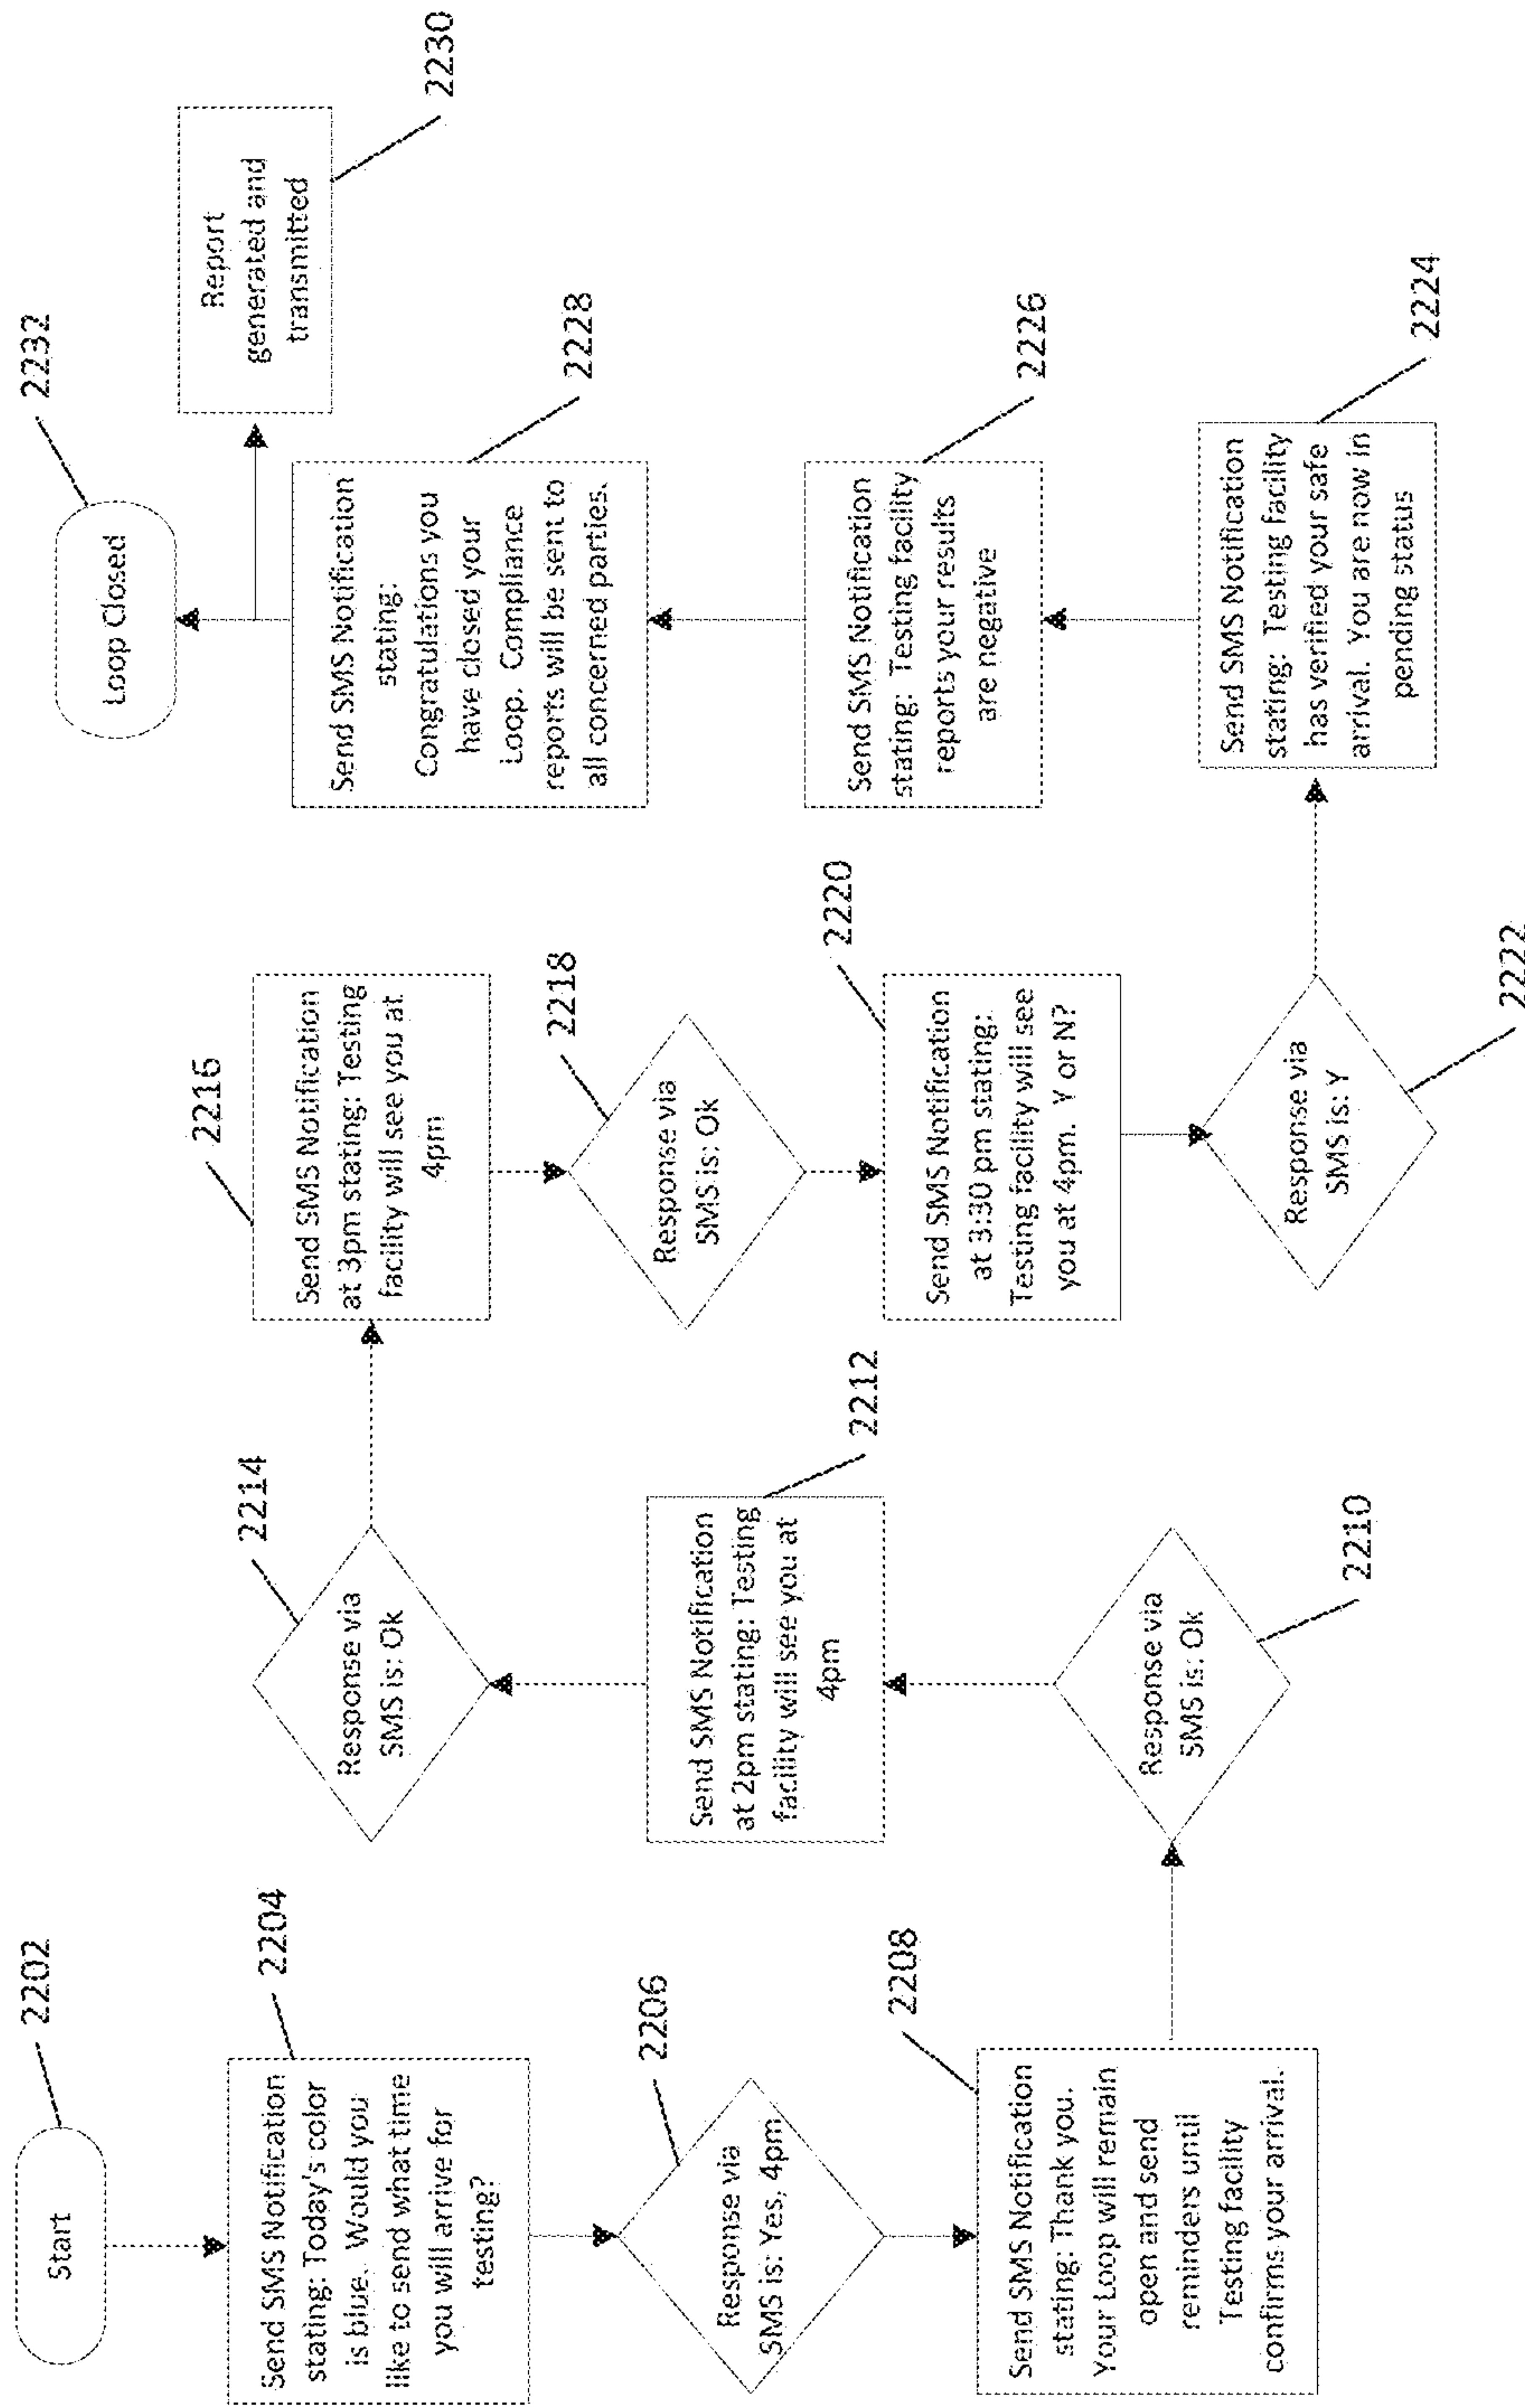 2202
Start
2204
Send SMS Notification
stating: Today's color
is blue. Would you
like to send what time
you will arrive for
testing?
2206
Response via
SMS is: Yes, 4pm
2208
Send SMS Notification
stating: Thank you.
Your Loop will remain
open and send
reminders until
Testing facility
confirms your arrival.
2210
Response via
SMS is: Ok
2212
Send SMS Notification
at 2pm stating: Testing
facility will see you at
4pm
2214
Response via
SMS is: Ok
2216
Send SMS Notification
at 3pm stating: Testing
facility will see you at
4pm
2218
Response via
SMS is: Ok
2220
Send SMS Notification
at 3:30 pm stating:
Testing facility will see
you at 4pm. Y or N?
2222
Response via
SMS is: Y
2224
Send SMS Notification
stating: Testing facility
has verified your safe
arrival. You are now in
pending status
2226
Send SMS Notification
stating: Testing facility
reports your results
are negative
2228
Send SMS Notification
stating:
Congratulations you
have closed your
Loop. Compliance
reports will be sent to
all concerned parties.
2230
Report
generated and
transmitted
2232
Loop Closed